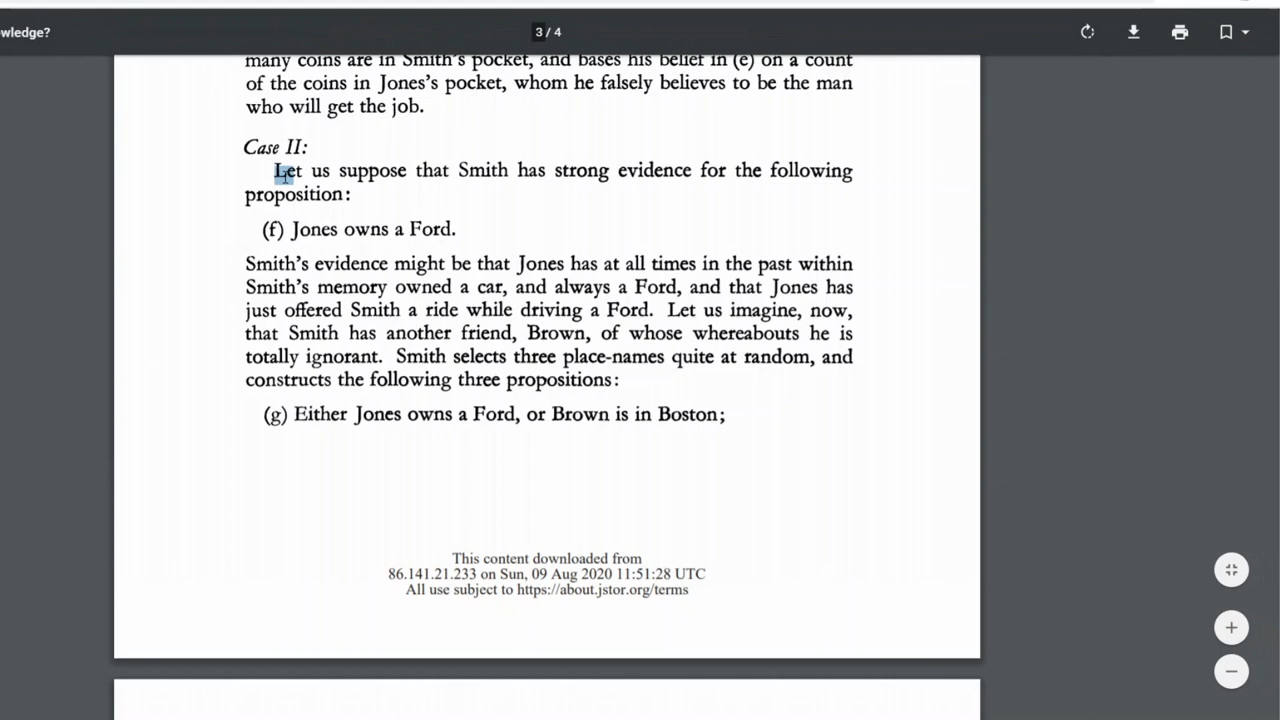 wledge?
3 / 4
many coins are in Smith's pocket, and bases his belief in (e) on a count
of the coins in Jones's pocket, whom he falsely believes to be the man
who will get the job.
Case II:
Let us suppose that Smith has strong evidence for the following
proposition:
(f) Jones owns a Ford.
Smith's evidence might be that Jones has at all times in the past within
Smith's memory owned a car, and always a Ford, and that Jones has
just offered Smith a ride while driving a Ford. Let us imagine, now,
that Smith has another friend, Brown, of whose whereabouts he is
totally ignorant. Smith selects three place-names quite at random, and
constructs the following three propositions:
(g) Either Jones owns a Ford, or Brown is in Boston;
This content downloaded from
86.141.21.233 on Sun, 09 Aug 2020 11:51:28 UTC
All use subject to https://about.jstor.org/terms